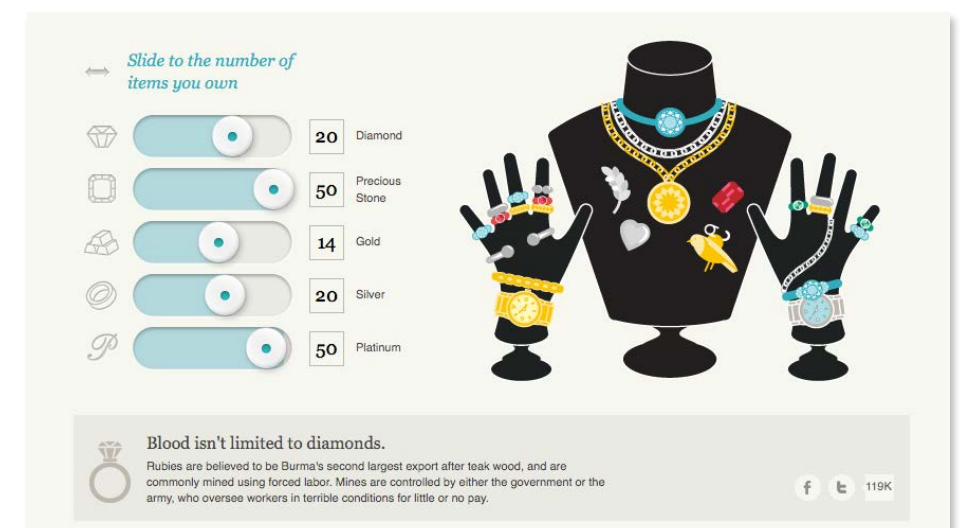 Slide to the number of
items you own
20 Diamond
50 Precious
Stone
14 Gold
20 Silver
50 Platinum
Blood isn't limited to diamonds.
Rubies are believed to be Burma's second largest export after teak wood, and are
commonly mined using forced labor. Mines are controlled by either the government or the
army, who oversee workers in terrible conditions for little or no pay.
119K